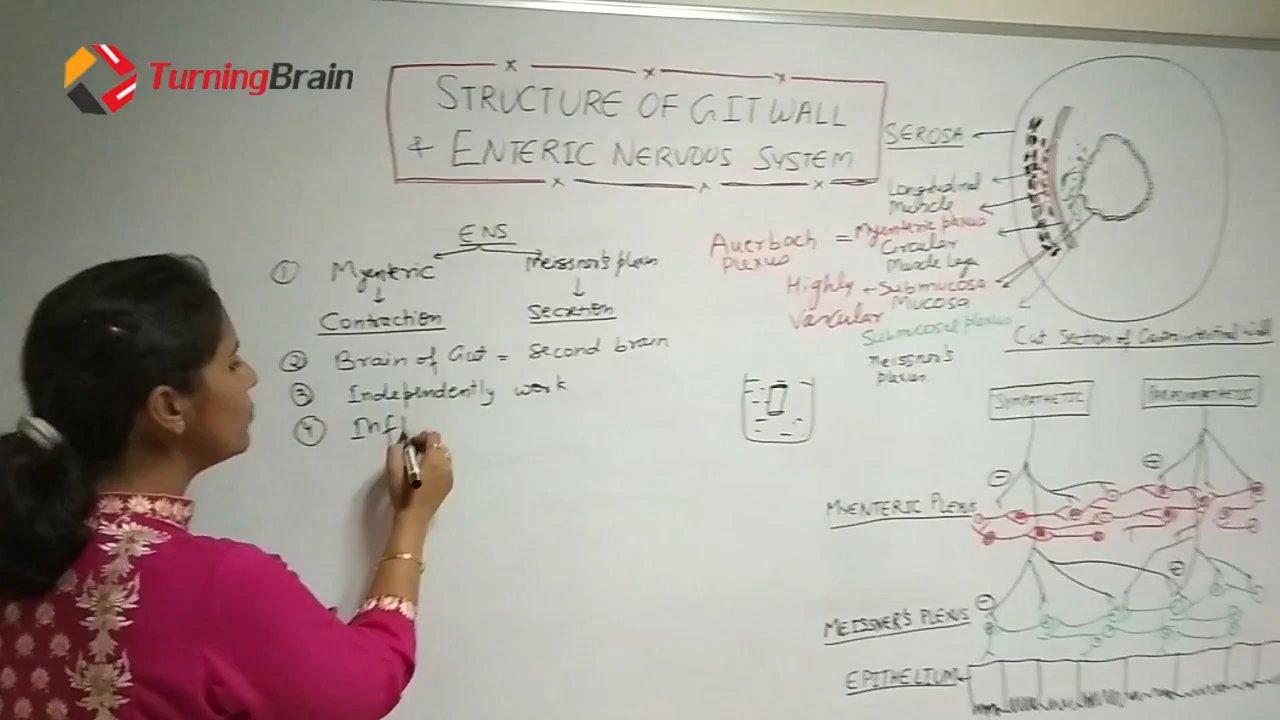 TurningBrain
STRUCTURE OF GIT WALL
+ ENTERIC NERVOUS SYSTEM
ENS
① Myenteric
Meissner's plexus
Contraction
Secretion
② Brain of Gut = Second brain
③ Independently work
④ Infl
SEROSA
Longitudinal
Muscle
Auerbach = Myenteric plexus
plexus
Circular
Muscle layer
Highly ← Submucosa
Vascular
Mucosa
Submucosal plexus
Meissner's
plexus
Cut Section of Gastrointestinal Wall
SYMPATHETIC
PARASYMPATHETIC
MYENTERIC PLEXUS
MEISSNER'S PLEXUS
EPITHELIUM